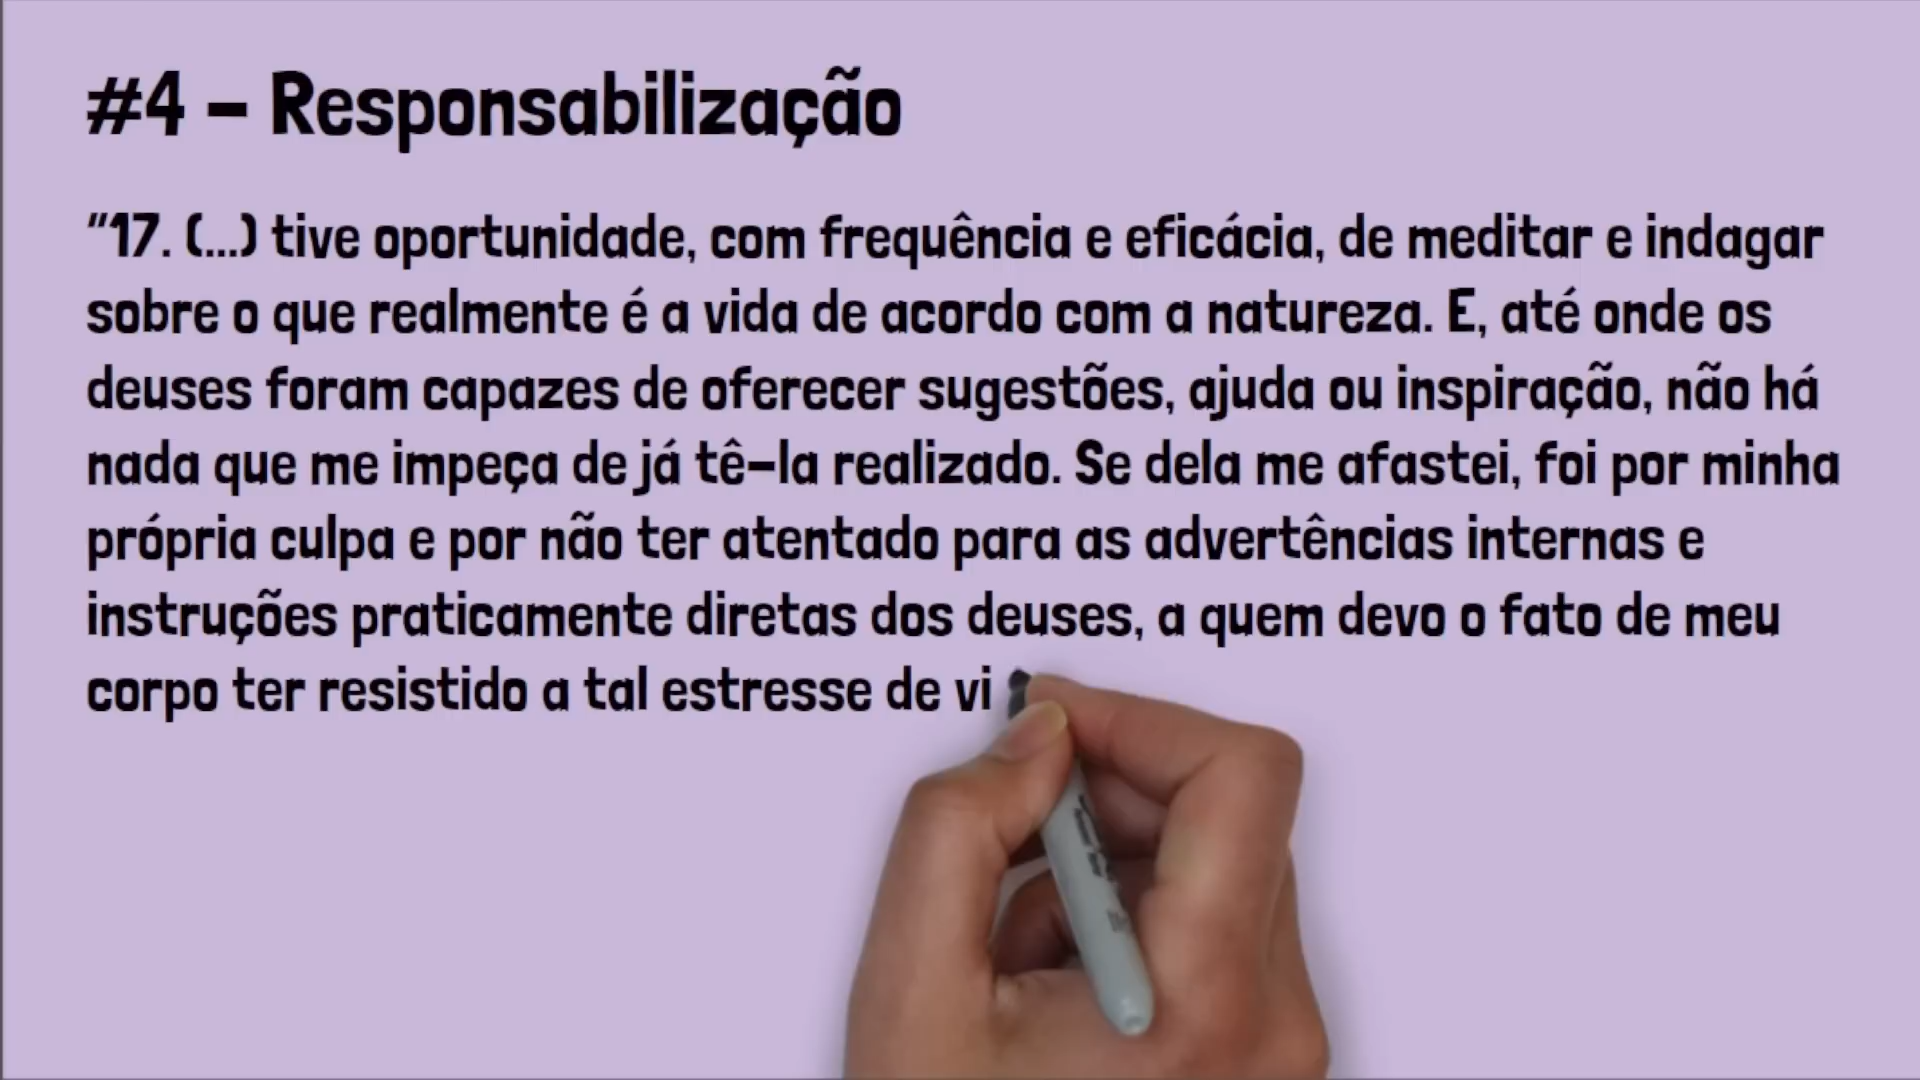 #4 – Responsabilização
"17. (...) tive oportunidade, com frequência e eficácia, de meditar e indagar
sobre o que realmente é a vida de acordo com a natureza. E, até onde os
deuses foram capazes de oferecer sugestões, ajuda ou inspiração, não há
nada que me impeça de já tê-la realizado. Se dela me afastei, foi por minha
própria culpa e por não ter atentado para as advertências internas e
instruções praticamente diretas dos deuses, a quem devo o fato de meu
corpo ter resistido a tal estresse de vi